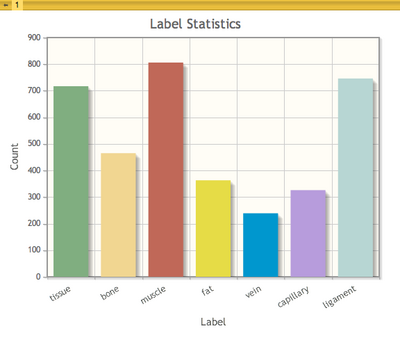 1
Label Statistics
900
800
700
600
500
400
300
200
100
0
Count
tissue
bone
muscle
fat
vein
capillary
ligament
Label